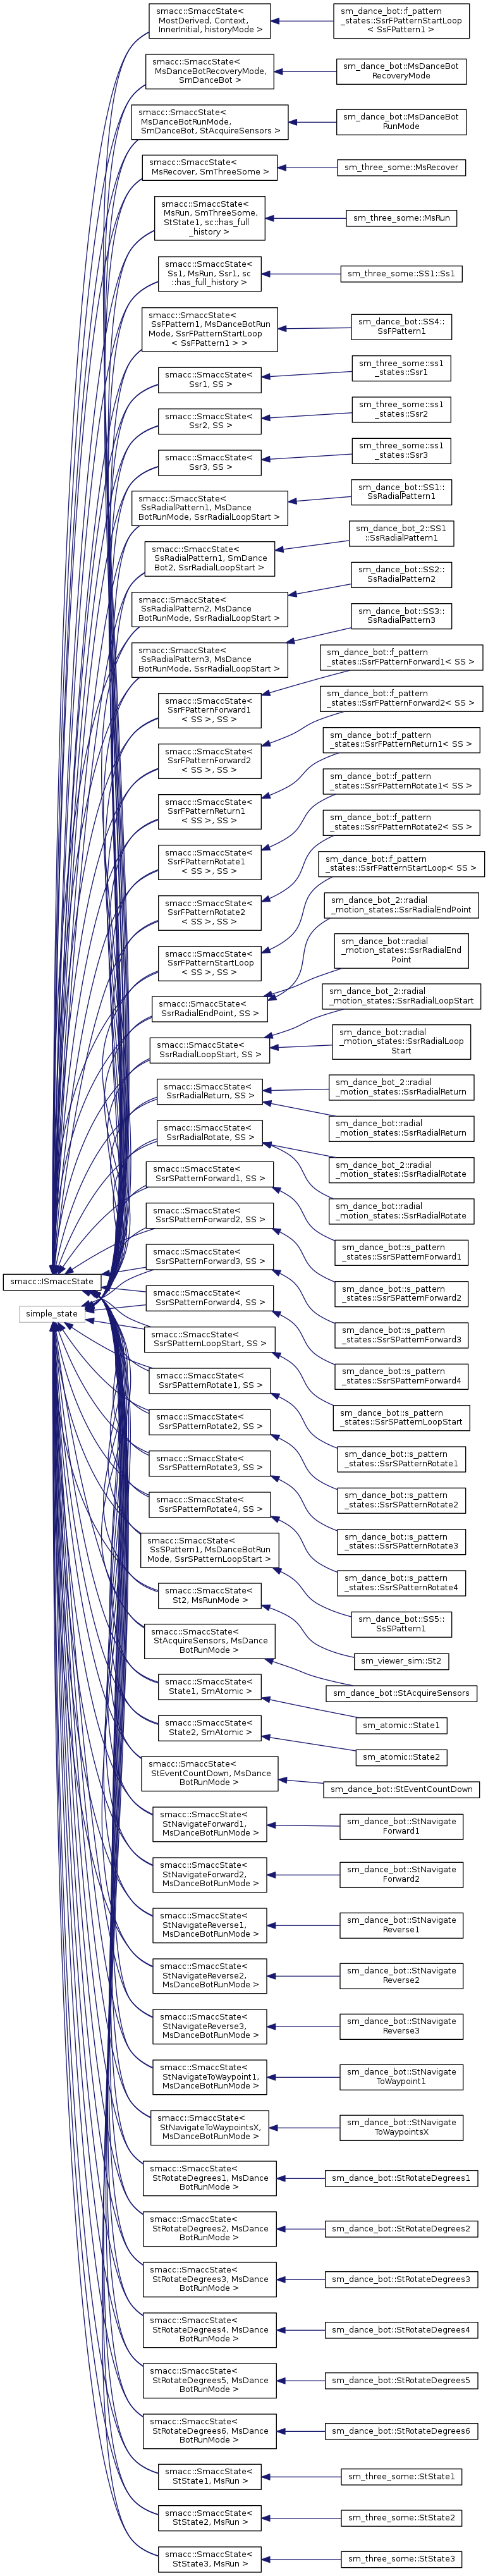 smacc::SmaccState<
MostDerived, Context,
InnerInitial, historyMode >
sm_dance_bot::f_pattern
_states::SsrFPatternStartLoop
< SsFPattern1 >
smacc::SmaccState<
MsDanceBotRecoveryMode,
SmDanceBot >
sm_dance_bot::MsDanceBot
RecoveryMode
smacc::SmaccState<
MsDanceBotRunMode,
SmDanceBot, StAcquireSensors >
sm_dance_bot::MsDanceBot
RunMode
smacc::SmaccState<
MsRecover, SmThreeSome >
sm_three_some::MsRecover
smacc::SmaccState<
MsRun, SmThreeSome,
StState1, sc::has_full
_history >
sm_three_some::MsRun
smacc::SmaccState<
Ss1, MsRun, Ssr1, sc
::has_full_history >
sm_three_some::SS1::Ss1
smacc::SmaccState<
SsFPattern1, MsDanceBotRun
Mode, SsrFPatternStartLoop
< SsFPattern1 > >
sm_dance_bot::SS4::
SsFPattern1
smacc::SmaccState<
Ssr1, SS >
sm_three_some::ss1
_states::Ssr1
smacc::SmaccState<
Ssr2, SS >
sm_three_some::ss1
_states::Ssr2
smacc::SmaccState<
Ssr3, SS >
sm_three_some::ss1
_states::Ssr3
smacc::SmaccState<
SsRadialPattern1, MsDance
BotRunMode, SsrRadialLoopStart >
sm_dance_bot::SS1::
SsRadialPattern1
smacc::SmaccState<
SsRadialPattern1, SmDance
Bot2, SsrRadialLoopStart >
sm_dance_bot_2::SS1
::SsRadialPattern1
smacc::SmaccState<
SsRadialPattern2, MsDance
BotRunMode, SsrRadialLoopStart >
sm_dance_bot::SS2::
SsRadialPattern2
smacc::SmaccState<
SsRadialPattern3, MsDance
BotRunMode, SsrRadialLoopStart >
sm_dance_bot::SS3::
SsRadialPattern3
smacc::SmaccState<
SsrFPatternForward1
< SS >, SS >
sm_dance_bot::f_pattern
_states::SsrFPatternForward1< SS >
smacc::SmaccState<
SsrFPatternForward2
< SS >, SS >
sm_dance_bot::f_pattern
_states::SsrFPatternForward2< SS >
smacc::SmaccState<
SsrFPatternReturn1
< SS >, SS >
sm_dance_bot::f_pattern
_states::SsrFPatternReturn1< SS >
smacc::SmaccState<
SsrFPatternRotate1
< SS >, SS >
sm_dance_bot::f_pattern
_states::SsrFPatternRotate1< SS >
smacc::SmaccState<
SsrFPatternRotate2
< SS >, SS >
sm_dance_bot::f_pattern
_states::SsrFPatternRotate2< SS >
smacc::SmaccState<
SsrFPatternStartLoop
< SS >, SS >
sm_dance_bot::f_pattern
_states::SsrFPatternStartLoop< SS >
smacc::SmaccState<
SsrRadialEndPoint, SS >
sm_dance_bot_2::radial
_motion_states::SsrRadialEndPoint
sm_dance_bot::radial
_motion_states::SsrRadialEnd
Point
smacc::SmaccState<
SsrRadialLoopStart, SS >
sm_dance_bot_2::radial
_motion_states::SsrRadialLoopStart
sm_dance_bot::radial
_motion_states::SsrRadialLoop
Start
smacc::SmaccState<
SsrRadialReturn, SS >
sm_dance_bot_2::radial
_motion_states::SsrRadialReturn
sm_dance_bot::radial
_motion_states::SsrRadialReturn
smacc::SmaccState<
SsrRadialRotate, SS >
sm_dance_bot_2::radial
_motion_states::SsrRadialRotate
sm_dance_bot::radial
_motion_states::SsrRadialRotate
smacc::SmaccState<
SsrSPatternForward1, SS >
sm_dance_bot::s_pattern
_states::SsrSPatternForward1
smacc::SmaccState<
SsrSPatternForward2, SS >
sm_dance_bot::s_pattern
_states::SsrSPatternForward2
smacc::SmaccState<
SsrSPatternForward3, SS >
sm_dance_bot::s_pattern
_states::SsrSPatternForward3
smacc::ISmaccState
simple_state
smacc::SmaccState<
SsrSPatternForward4, SS >
sm_dance_bot::s_pattern
_states::SsrSPatternForward4
smacc::SmaccState<
SsrSPatternLoopStart, SS >
sm_dance_bot::s_pattern
_states::SsrSPatternLoopStart
smacc::SmaccState<
SsrSPatternRotate1, SS >
sm_dance_bot::s_pattern
_states::SsrSPatternRotate1
smacc::SmaccState<
SsrSPatternRotate2, SS >
sm_dance_bot::s_pattern
_states::SsrSPatternRotate2
smacc::SmaccState<
SsrSPatternRotate3, SS >
sm_dance_bot::s_pattern
_states::SsrSPatternRotate3
smacc::SmaccState<
SsrSPatternRotate4, SS >
sm_dance_bot::s_pattern
_states::SsrSPatternRotate4
smacc::SmaccState<
SsSPattern1, MsDanceBotRun
Mode, SsrSPatternLoopStart >
sm_dance_bot::SS5::
SsSPattern1
smacc::SmaccState<
St2, MsRunMode >
sm_viewer_sim::St2
smacc::SmaccState<
StAcquireSensors, MsDance
BotRunMode >
sm_dance_bot::StAcquireSensors
smacc::SmaccState<
State1, SmAtomic >
sm_atomic::State1
smacc::SmaccState<
State2, SmAtomic >
sm_atomic::State2
smacc::SmaccState<
StEventCountDown, MsDance
BotRunMode >
sm_dance_bot::StEventCountDown
smacc::SmaccState<
StNavigateForward1,
MsDanceBotRunMode >
sm_dance_bot::StNavigate
Forward1
smacc::SmaccState<
StNavigateForward2,
MsDanceBotRunMode >
sm_dance_bot::StNavigate
Forward2
smacc::SmaccState<
StNavigateReverse1,
MsDanceBotRunMode >
sm_dance_bot::StNavigate
Reverse1
smacc::SmaccState<
StNavigateReverse2,
MsDanceBotRunMode >
sm_dance_bot::StNavigate
Reverse2
smacc::SmaccState<
StNavigateReverse3,
MsDanceBotRunMode >
sm_dance_bot::StNavigate
Reverse3
smacc::SmaccState<
StNavigateToWaypoint1,
MsDanceBotRunMode >
sm_dance_bot::StNavigate
ToWaypoint1
smacc::SmaccState<
StNavigateToWaypointsX,
MsDanceBotRunMode >
sm_dance_bot::StNavigate
ToWaypointsX
smacc::SmaccState<
StRotateDegrees1, MsDance
BotRunMode >
sm_dance_bot::StRotateDegrees1
smacc::SmaccState<
StRotateDegrees2, MsDance
BotRunMode >
sm_dance_bot::StRotateDegrees2
smacc::SmaccState<
StRotateDegrees3, MsDance
BotRunMode >
sm_dance_bot::StRotateDegrees3
smacc::SmaccState<
StRotateDegrees4, MsDance
BotRunMode >
sm_dance_bot::StRotateDegrees4
smacc::SmaccState<
StRotateDegrees5, MsDance
BotRunMode >
sm_dance_bot::StRotateDegrees5
smacc::SmaccState<
StRotateDegrees6, MsDance
BotRunMode >
sm_dance_bot::StRotateDegrees6
smacc::SmaccState<
StState1, MsRun >
sm_three_some::StState1
smacc::SmaccState<
StState2, MsRun >
sm_three_some::StState2
smacc::SmaccState<
StState3, MsRun >
sm_three_some::StState3